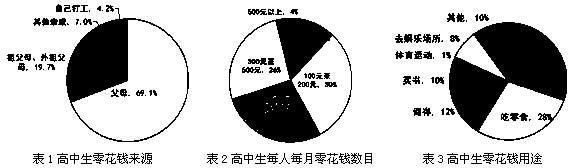 自己打工, 4.2%
其他亲戚, 7.0%
祖父母、外祖父
母, 19.7%
父母, 69.1%
表 1 高中生零花钱来源
500元以上, 4%
300元至
500元, 26%
100元至
200元, 30%
表 2 高中生每人每月零花钱数目
其他, 10%
去娱乐场所, 8%
体育运动, 1%
买书, 10%
调存, 12%
吃零食, 28%
表 3 高中生零花钱用途